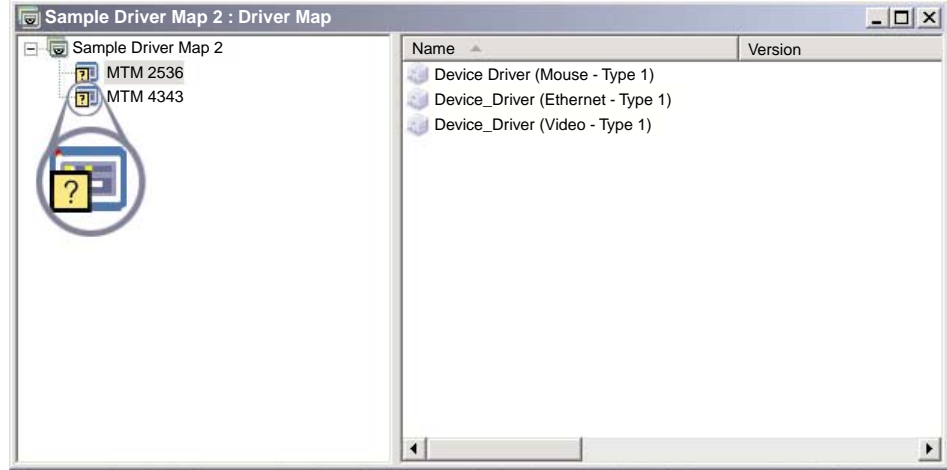 Sample Driver Map 2 : Driver Map
Sample Driver Map 2
MTM 2536
MTM 4343
?
Name
Version
Device Driver (Mouse - Type 1)
Device_Driver (Ethernet - Type 1)
Device_Driver (Video - Type 1)